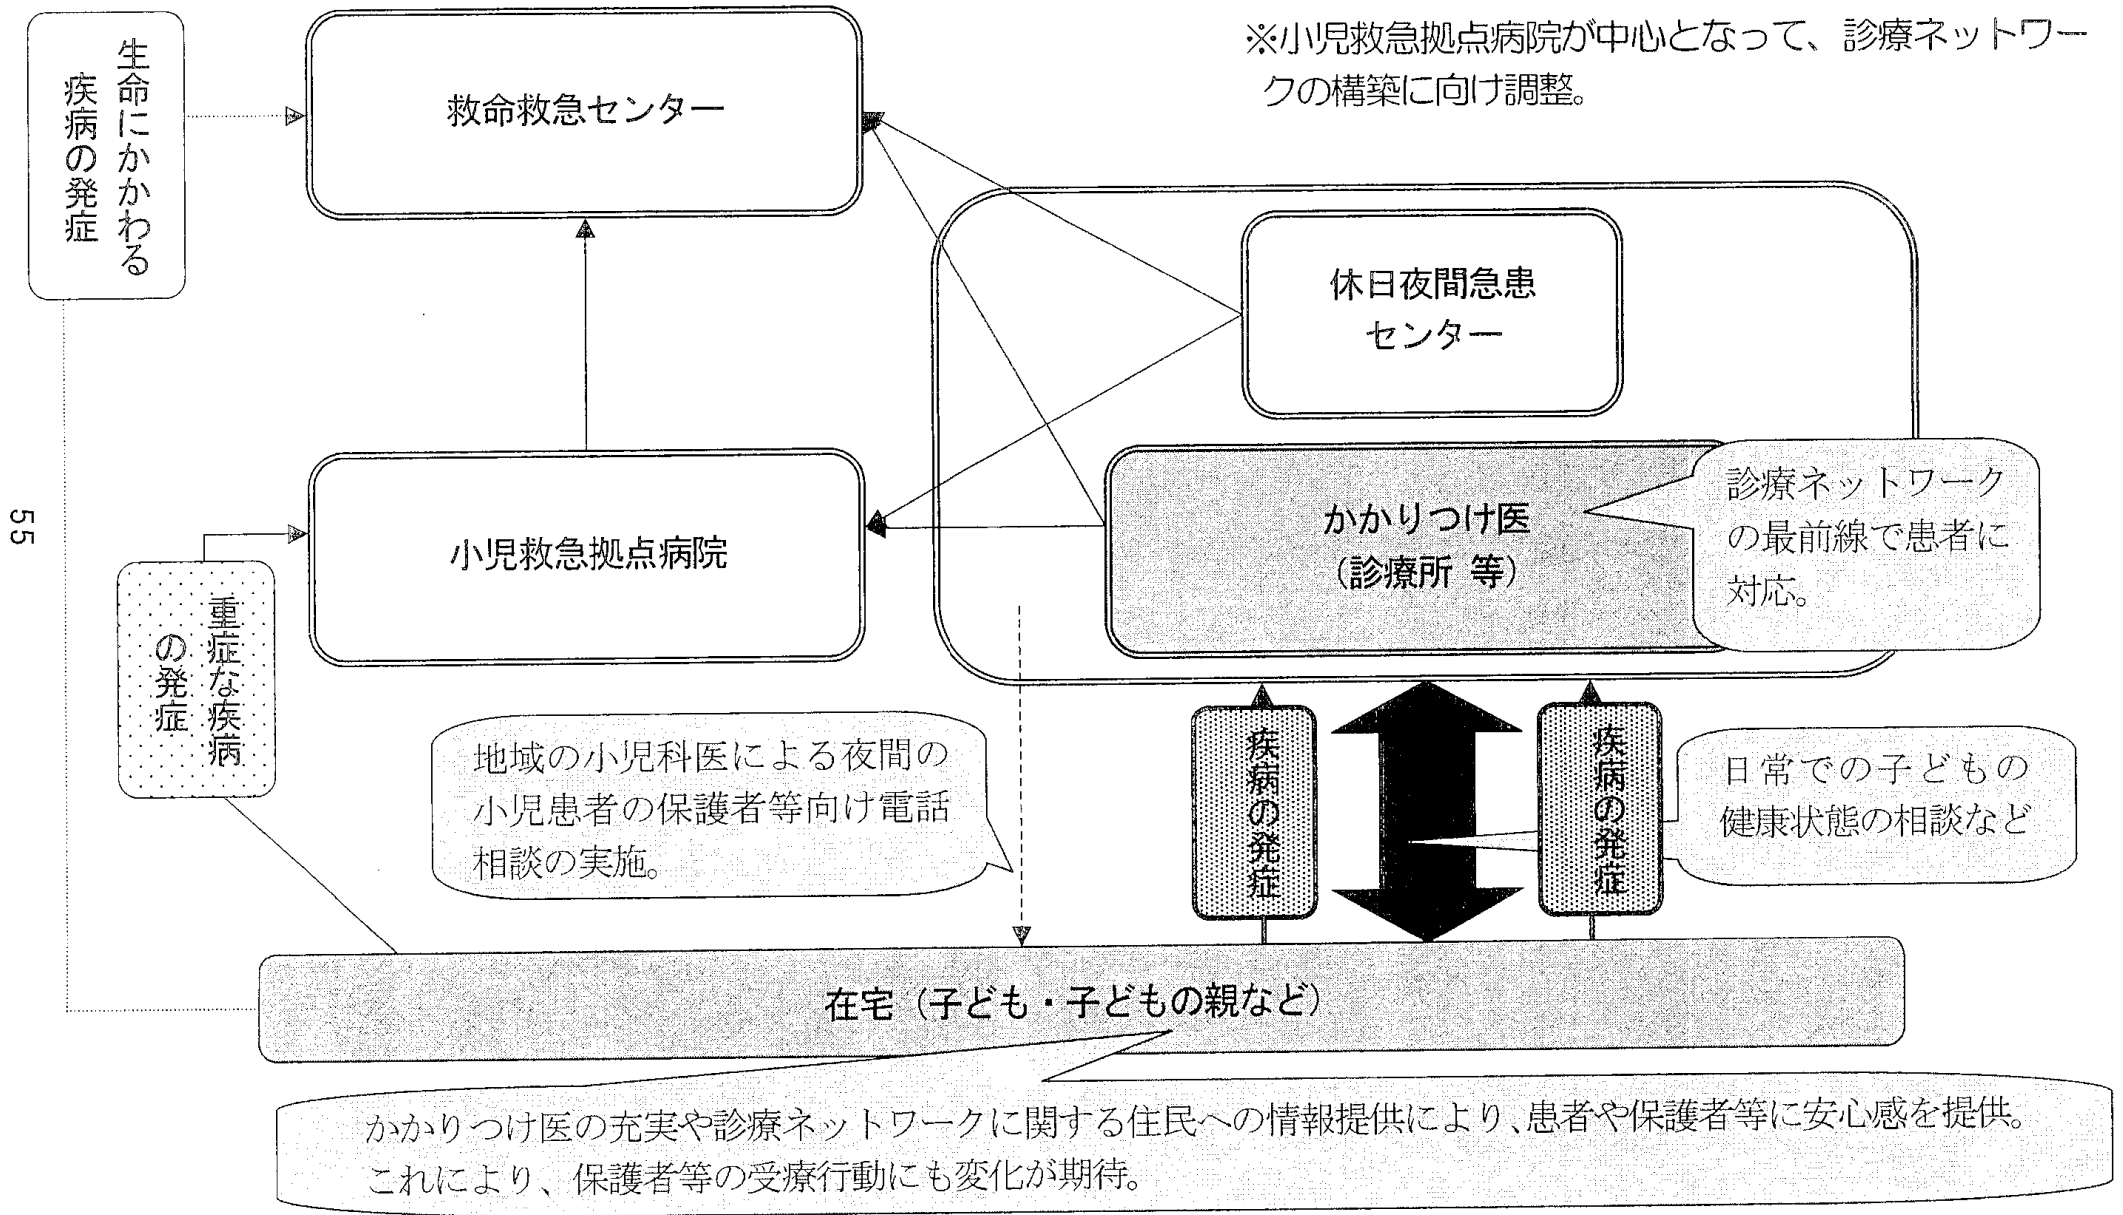 ※小児救急拠点病院が中心となって、診療ネットワー
クの構築に向け調整。
生命にかかわる
疾病の発症
救命救急センター
休日夜間急患
センター
かかりつけ医
（診療所 等）
診療ネットワーク
の最前線で患者に
対応。
小児救急拠点病院
重症な疾病
の発症
地域の小児科医による夜間の
小児患者の保護者等向け電話
相談の実施。
疾病の発症
疾病の発症
日常での子どもの
健康状態の相談など
在宅（子ども・子どもの親など）
かかりつけ医の充実や診療ネットワークに関する住民への情報提供により、患者や保護者等に安心感を提供。
これにより、保護者等の受療行動にも変化が期待。
55